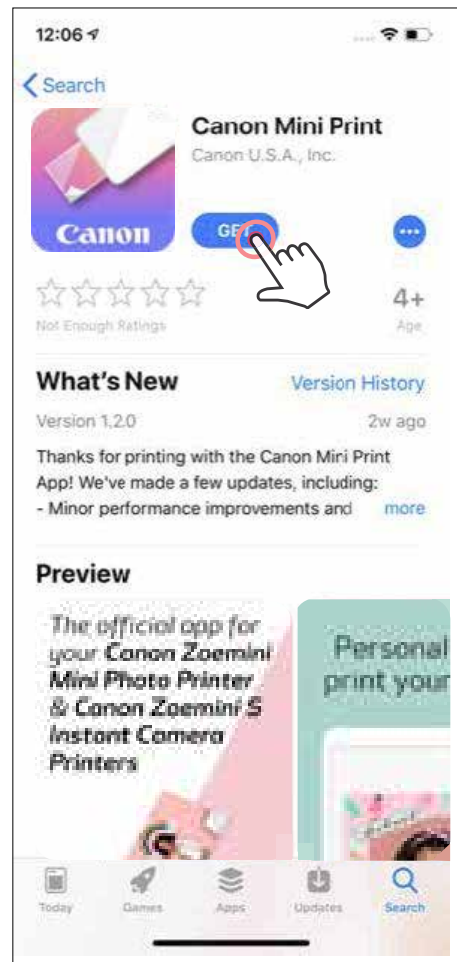 12:06
Search
Canon Mini Print
Canon U.S.A., Inc.
Canon
GET
4+
Not Enough Ratings
Age
What's New
Version History
Version 1.2.0
2w ago
Thanks for printing with the Canon Mini Print
App! We've made a few updates, including:
- Minor performance improvements and
more
Preview
The official app for
your Canon Zoemini
Mini Photo Printer
& Canon Zoemini S
Instant Camera
Printers
Personal
print your
Today
Games
Apps
Updates
Search